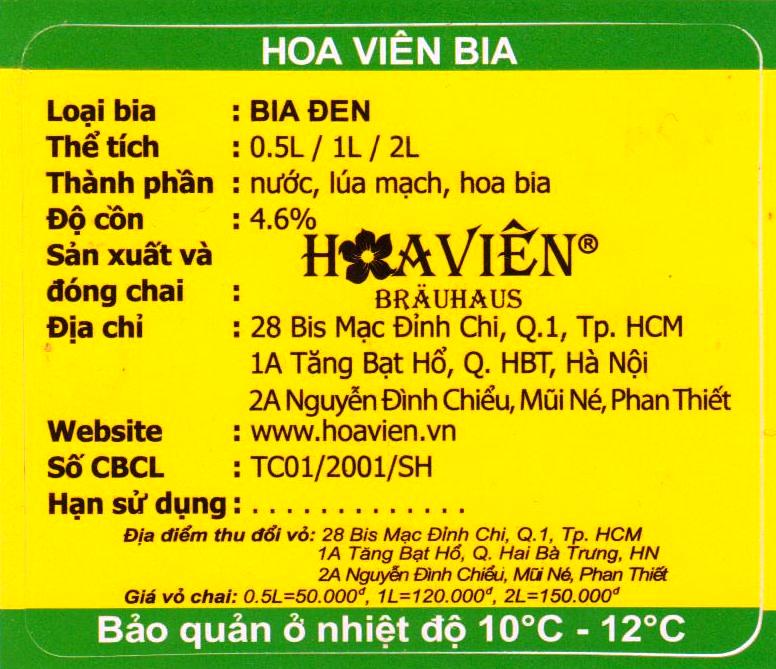 HOA VIÊN BIA
Loại bia : BIA ĐEN
Thể tích : 0.5L / 1L / 2L
Thành phần : nước, lúa mạch, hoa bia
Độ cồn : 4.6%
Sản xuất và
đóng chai :
HOAVIÊN®
BRÄUHAUS
Địa chỉ : 28 Bis Mạc Đỉnh Chi, Q.1, Tp. HCM
1A Tăng Bạt Hổ, Q. HBT, Hà Nội
2A Nguyễn Đình Chiểu, Mũi Né, Phan Thiết
Website : www.hoavien.vn
Số CBCL : TC01/2001/SH
Hạn sử dụng : . . . . . . . . . . . . .
Địa điểm thu đổi vỏ: 28 Bis Mạc Đỉnh Chi, Q.1, Tp. HCM
1A Tăng Bạt Hổ, Q. Hai Bà Trưng, HN
2A Nguyễn Đình Chiểu, Mũi Né, Phan Thiết
Giá vỏ chai: 0.5L=50.000đ, 1L=120.000đ, 2L=150.000đ
Bảo quản ở nhiệt độ 10°C - 12°C